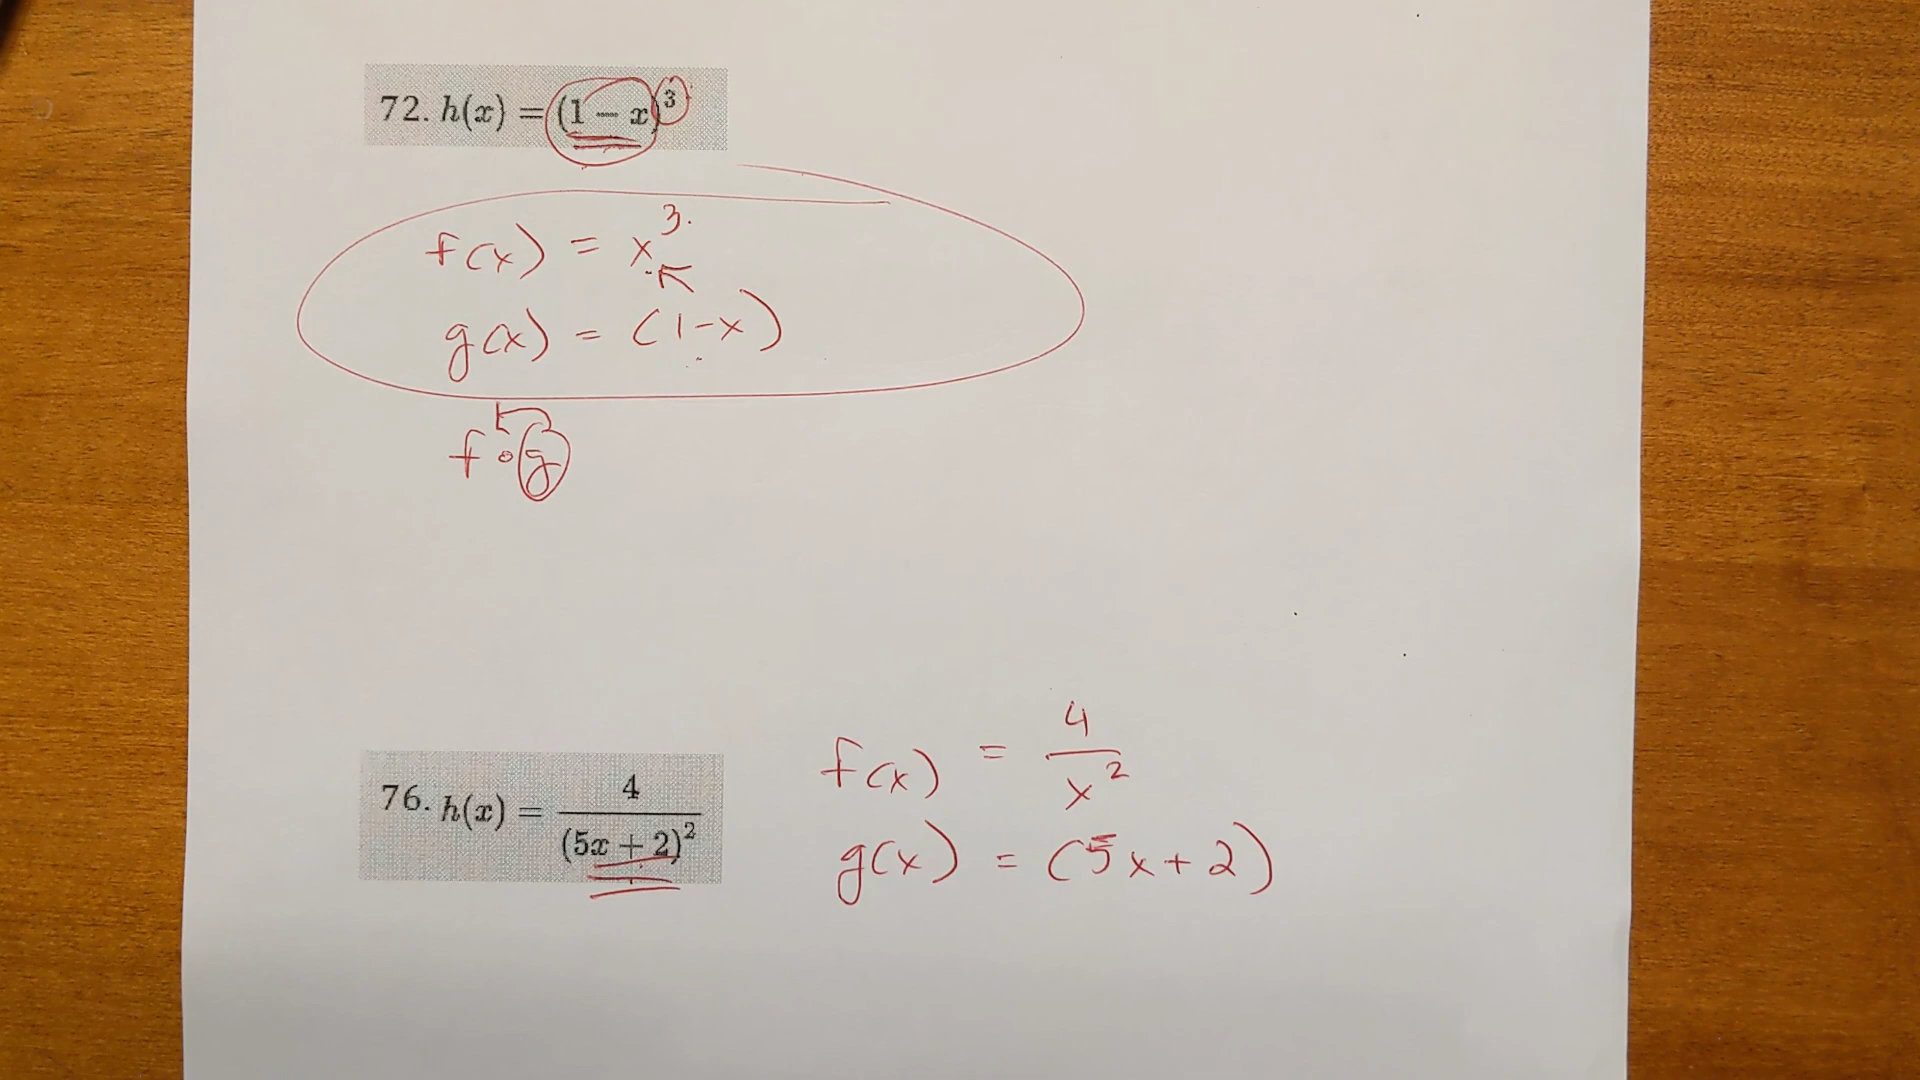 72. h(x) = (1 − x)³
f(x) = x³
g(x) = (1-x)
f∘g
76. h(x) = 4/(5x + 2)²
f(x) = 4/x²
g(x) = (5x+2)